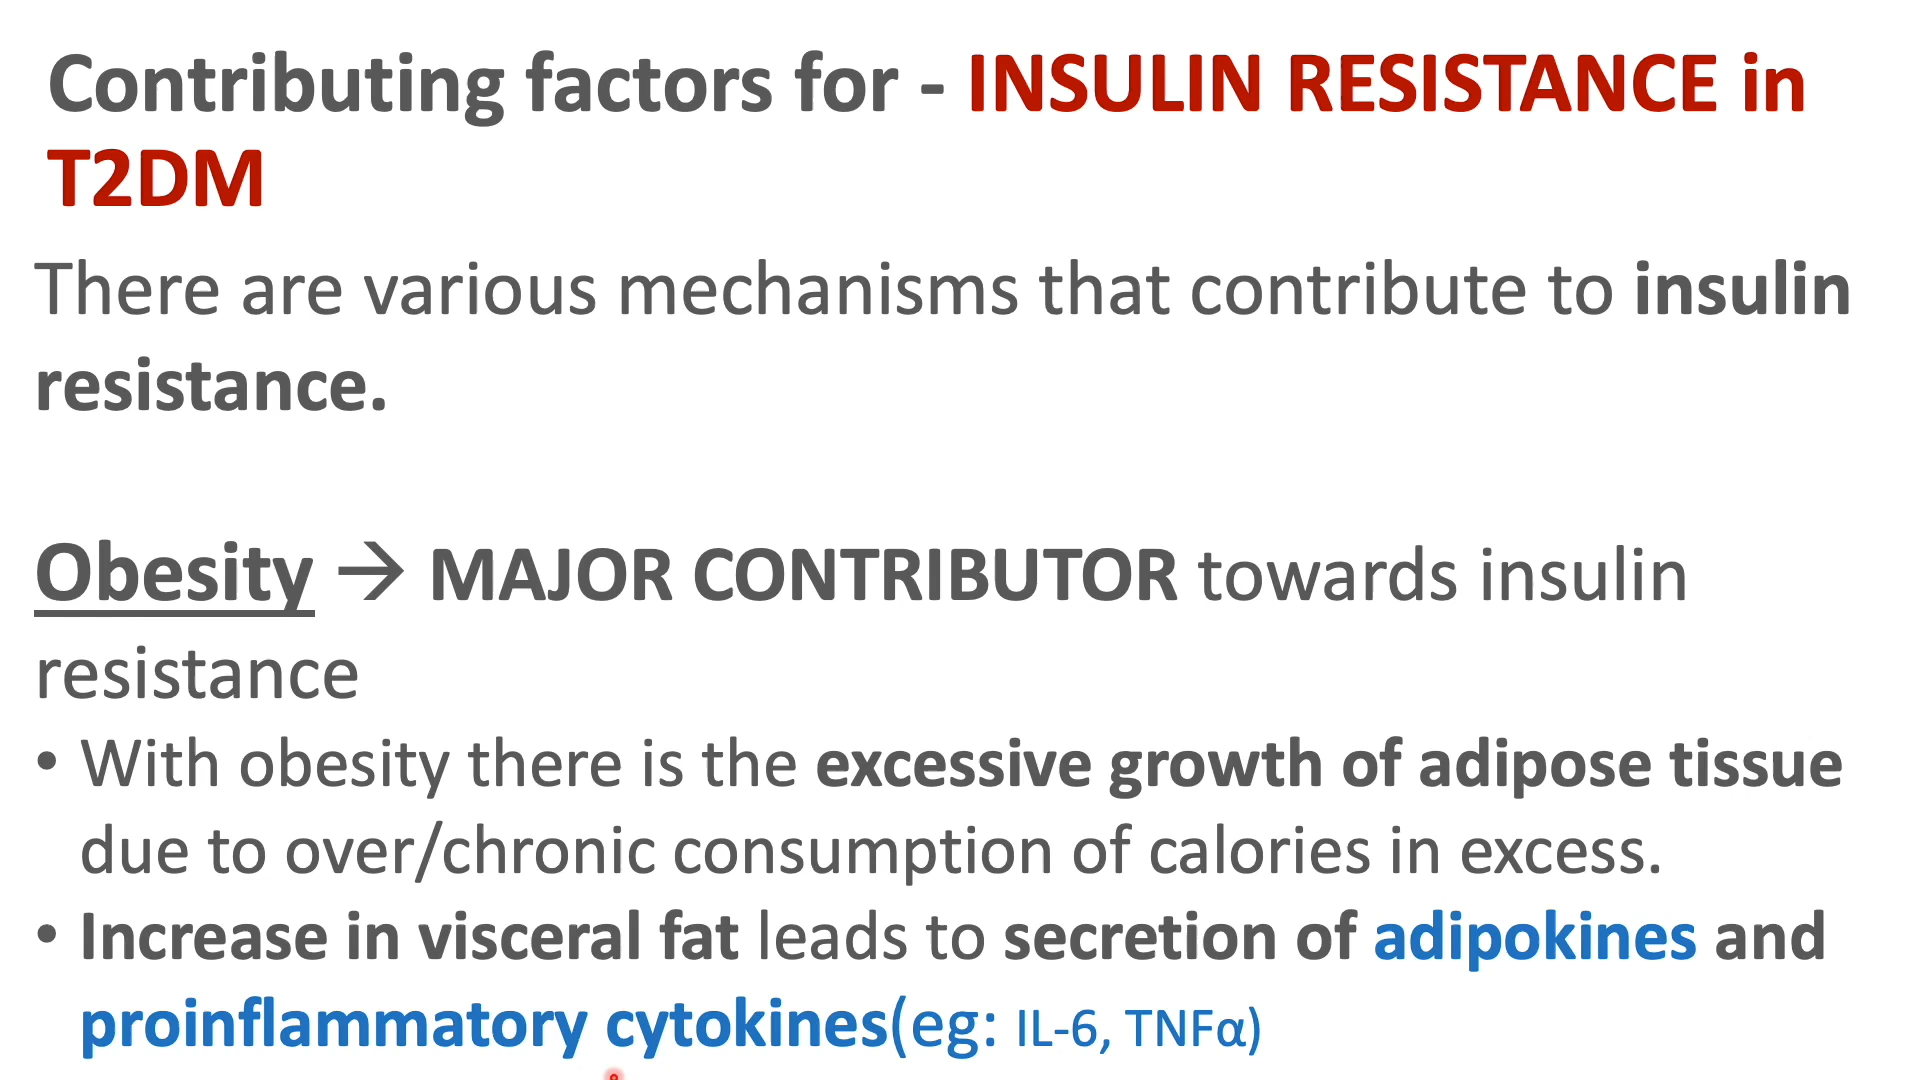 Contributing factors for - INSULIN RESISTANCE in
T2DM
There are various mechanisms that contribute to insulin
resistance.
Obesity → MAJOR CONTRIBUTOR towards insulin
resistance
• With obesity there is the excessive growth of adipose tissue
due to over/chronic consumption of calories in excess.
• Increase in visceral fat leads to secretion of adipokines and
proinflammatory cytokines(eg: IL-6, TNFα)